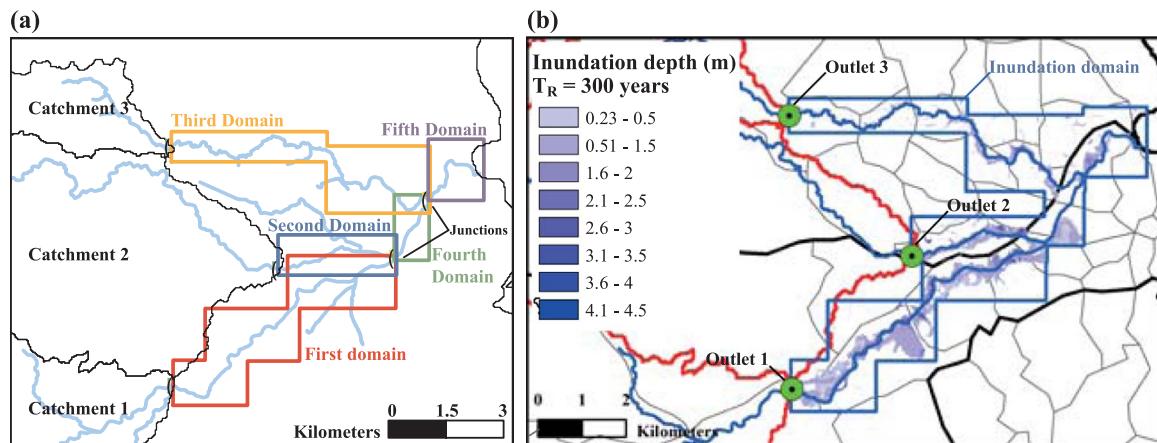 (a)
Catchment 3
Third Domain
Fifth Domain
Second Domain
Junctions
Catchment 2
Fourth
Domain
First domain
Catchment 1
0 1.5 3
Kilometers
(b)
Inundation depth (m)
T_R = 300 years
0.23 - 0.5
0.51 - 1.5
1.6 - 2
2.1 - 2.5
2.6 - 3
3.1 - 3.5
3.6 - 4
4.1 - 4.5
Outlet 3
Inundation domain
Outlet 2
Outlet 1
0 1 2
Kilometers